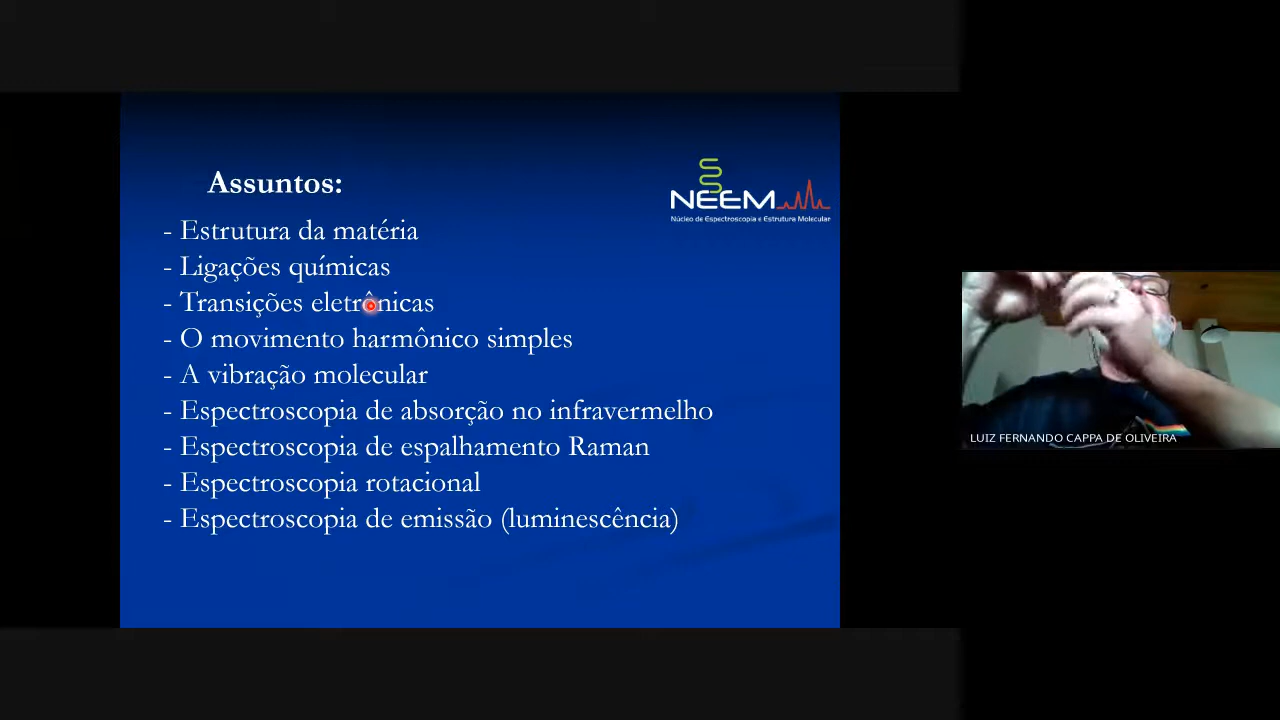 Assuntos:
NEEM
Núcleo de Espectroscopia e Estrutura Molecular
- Estrutura da matéria
- Ligações químicas
- Transições eletrônicas
- O movimento harmônico simples
- A vibração molecular
- Espectroscopia de absorção no infravermelho
- Espectroscopia de espalhamento Raman
- Espectroscopia rotacional
- Espectroscopia de emissão (luminescência)
LUIZ FERNANDO CAPPA DE OLIVEIRA